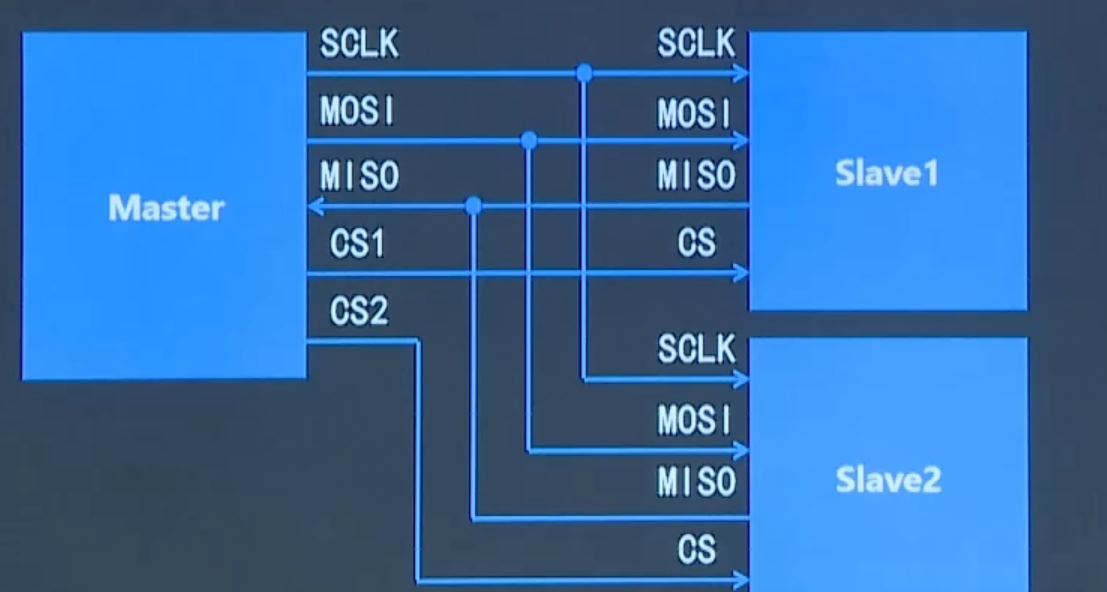 Master
SCLK
MOSI
MISO
CS1
CS2
SCLK
MOSI
MISO
CS
Slave1
SCLK
MOSI
MISO
CS
Slave2